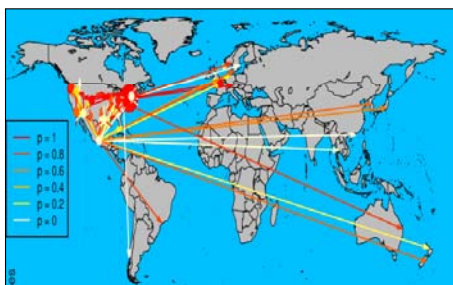 p = 1
p = 0.8
p = 0.6
p = 0.4
p = 0.2
p = 0